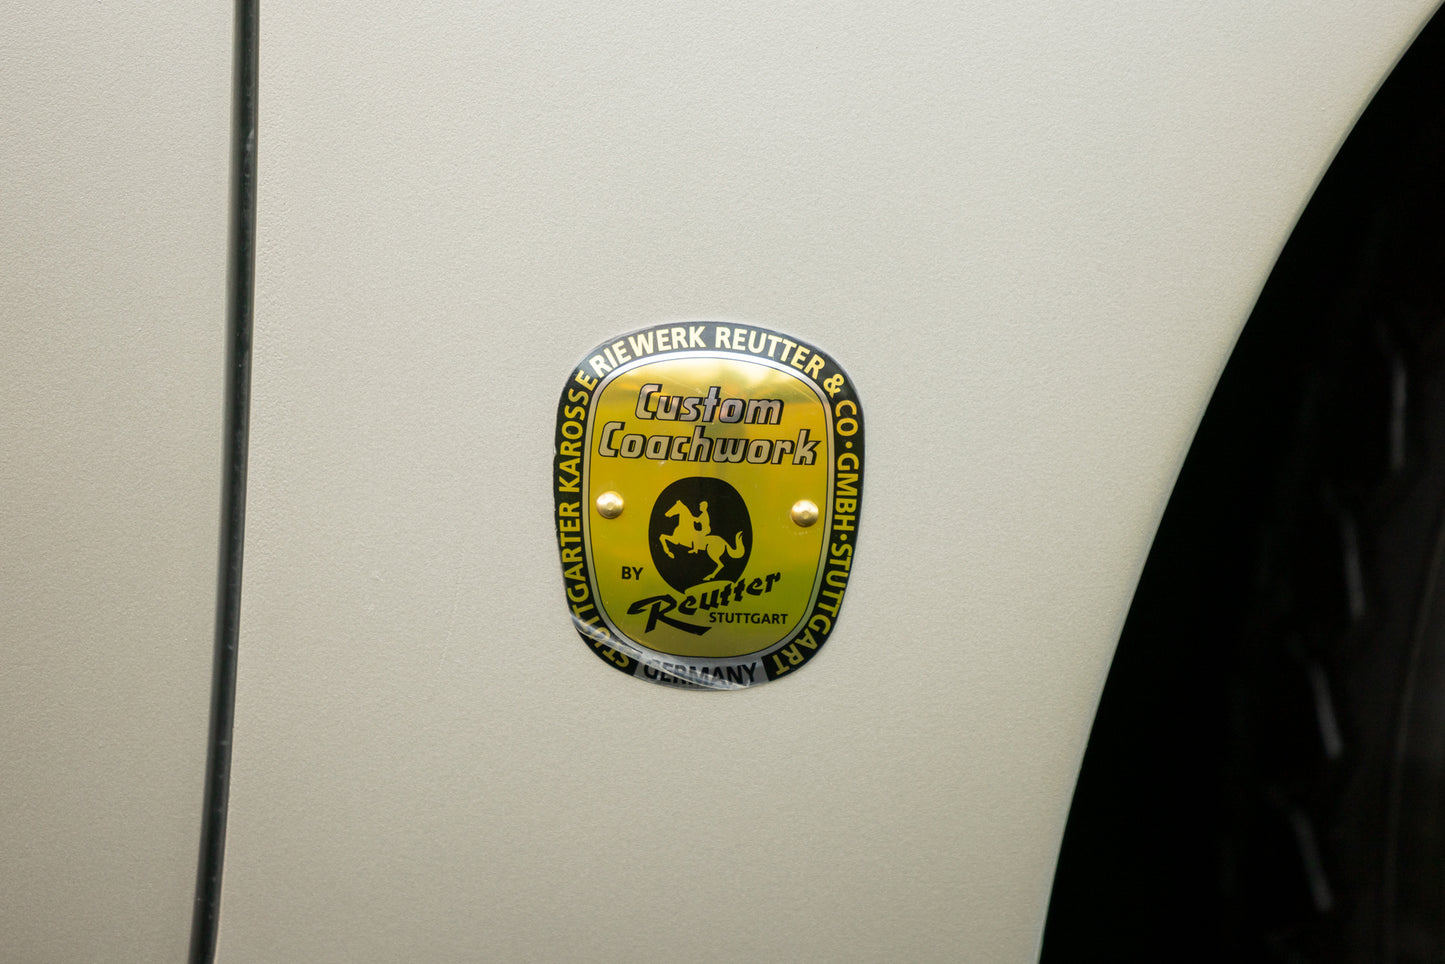 STUTTGARTER KAROSSERIEWERK REUTTER & CO·GMBH·STUTTGART
Custom
Coachwork
BY
Reutter
STUTTGART
GERMANY